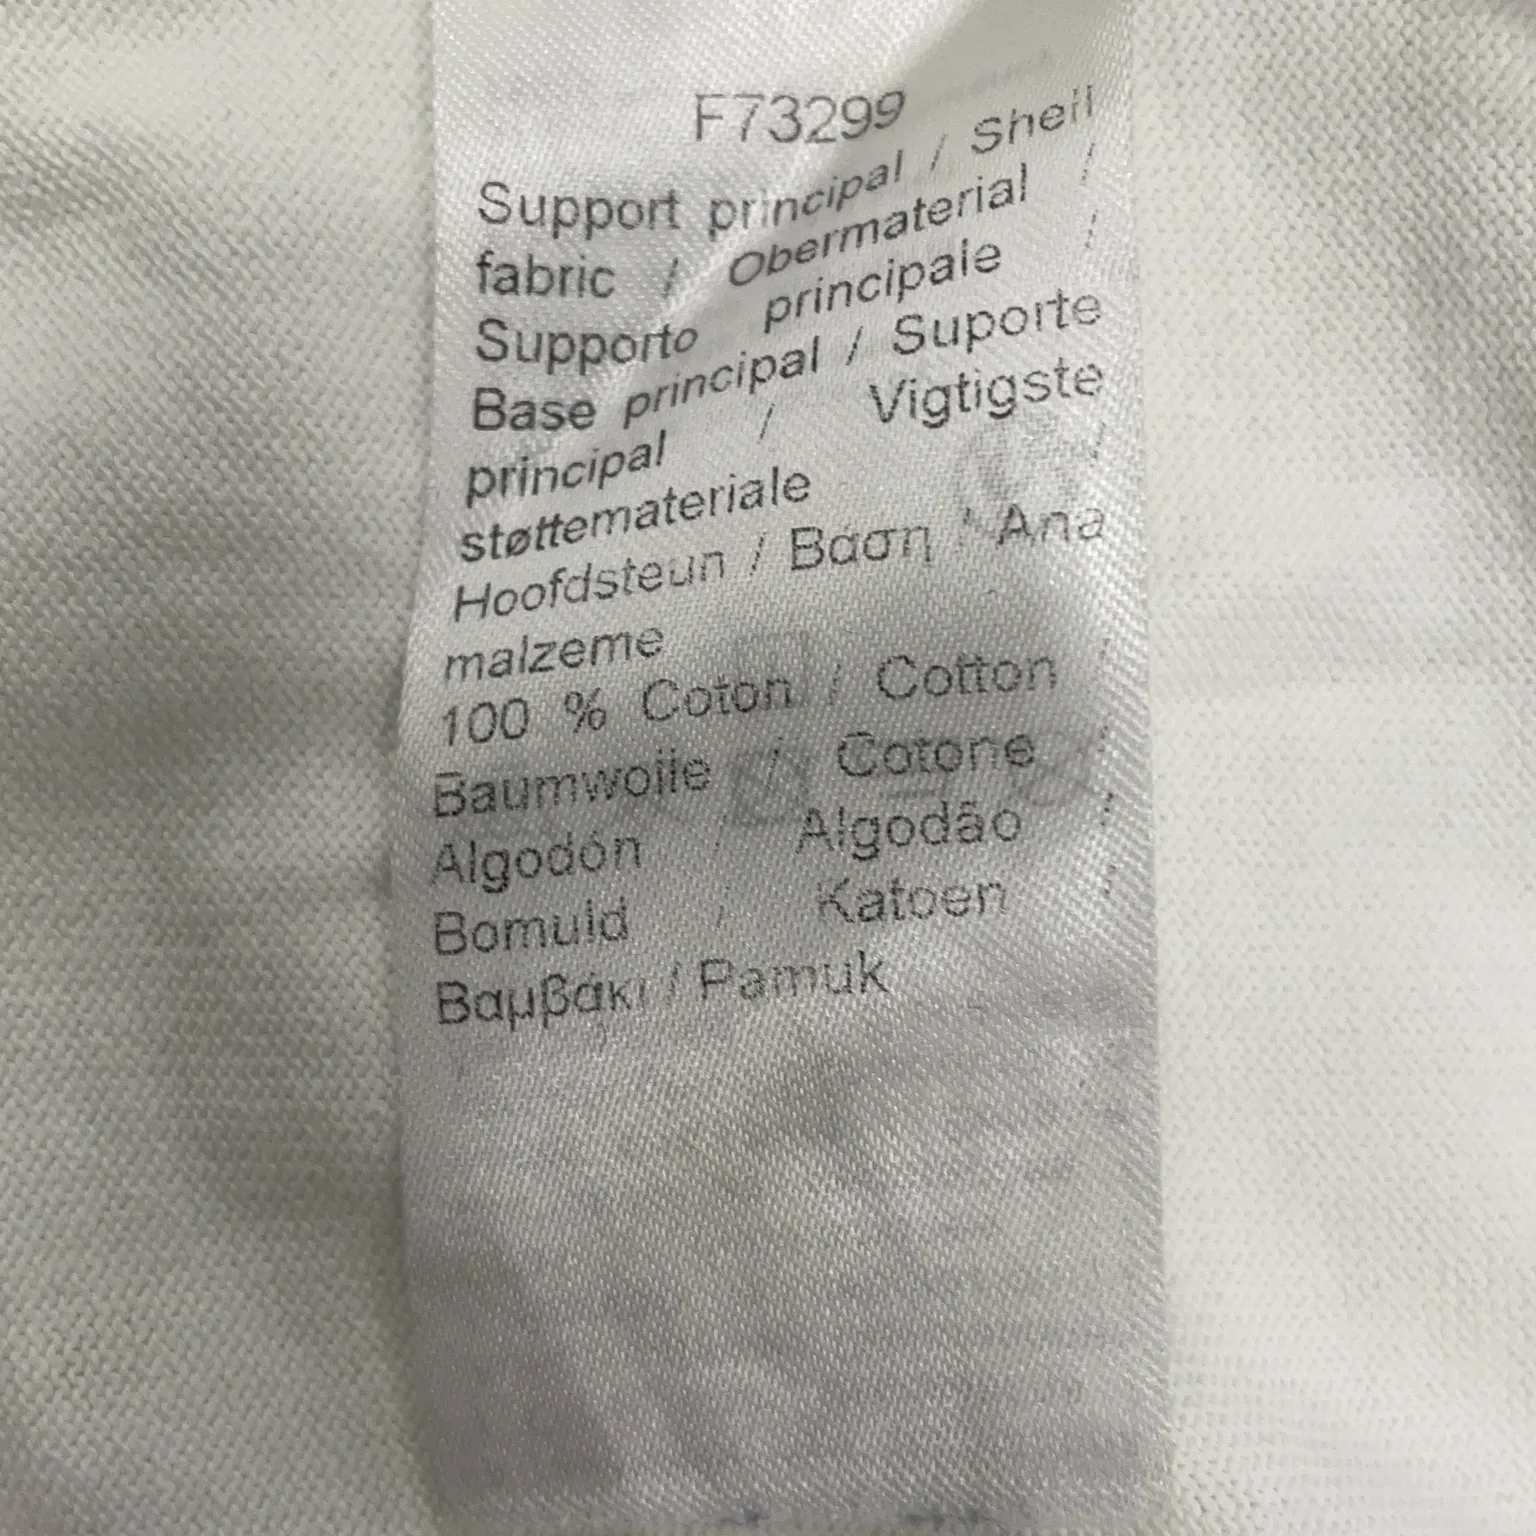 F73299
Support principal / Shell
fabric / Obermaterial /
Supporto principale /
Base principal / Suporte
principal / Vigtigste
støttemateriale /
Hoofdsteun / Βάση / Ana
malzeme
100 % Coton / Cotton /
Baumwolle / Cotone /
Algodón / Algodão /
Bomuld / Katoen /
Βαμβάκι / Pamuk